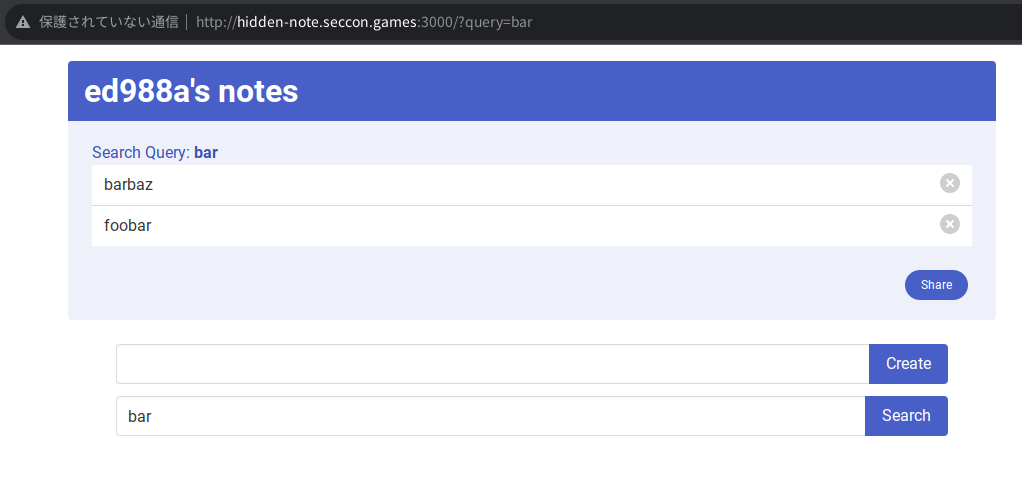 保護されていない通信 | http://hidden-note.seccon.games:3000/?query=bar
ed988a's notes
Search Query: bar
barbaz
foobar
Share
Create
bar
Search